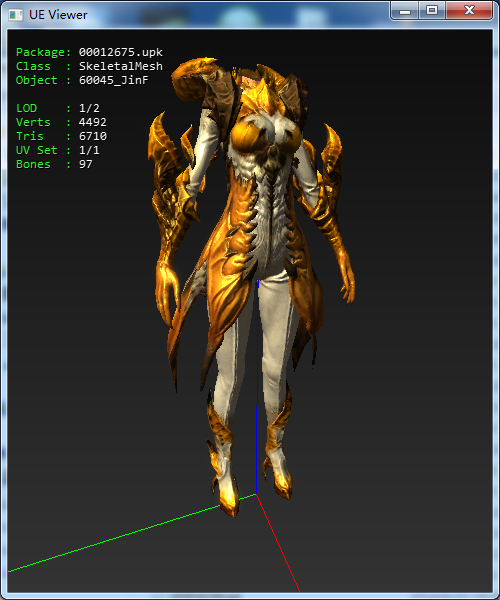 UE Viewer
Package: 00012675.upk
Class : SkeletalMesh
Object : 60045_JinF
LOD : 1/2
Verts : 4492
Tris : 6710
UV Set : 1/1
Bones : 97